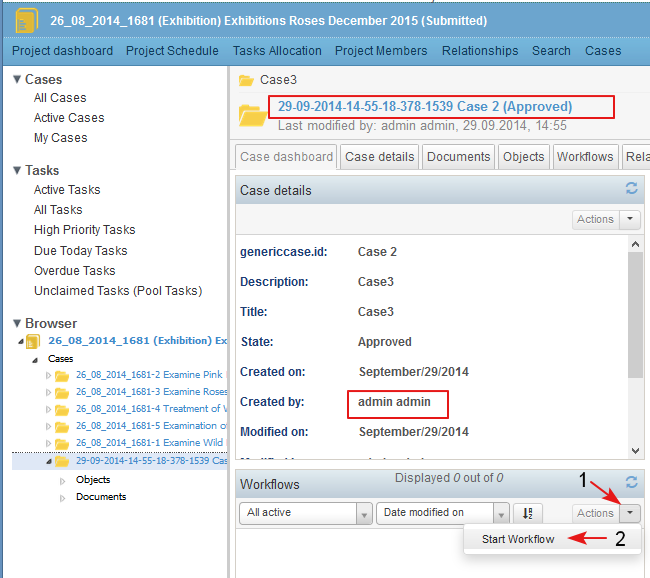 26_08_2014_1681 (Exhibition) Exhibitions Roses December 2015 (Submitted)
Project dashboard Project Schedule Tasks Allocation Project Members Relationships Search Cases
Cases
All Cases
Active Cases
My Cases
Tasks
Active Tasks
All Tasks
High Priority Tasks
Due Today Tasks
Overdue Tasks
Unclaimed Tasks (Pool Tasks)
Browser
26_08_2014_1681 (Exhibition) Ex
Cases
26_08_2014_1681-2 Examine Pink
26_08_2014_1681-3 Examine Roses
26_08_2014_1681-4 Treatment of W
26_08_2014_1681-5 Examination of
26_08_2014_1681-1 Examine Wild
29-09-2014-14-55-18-378-1539 Cas
Objects
Documents
Case3
29-09-2014-14-55-18-378-1539 Case 2 (Approved)
Last modified by: admin admin, 29.09.2014, 14:55
Case dashboard Case details Documents Objects Workflows Rela
Case details
Actions
genericcase.id: Case 2
Description: Case3
Title: Case3
State: Approved
Created on: September/29/2014
Created by: admin admin
Modified on: September/29/2014
Workflows Displayed 0 out of 0
1
All active Date modified on Actions
Start Workflow 2